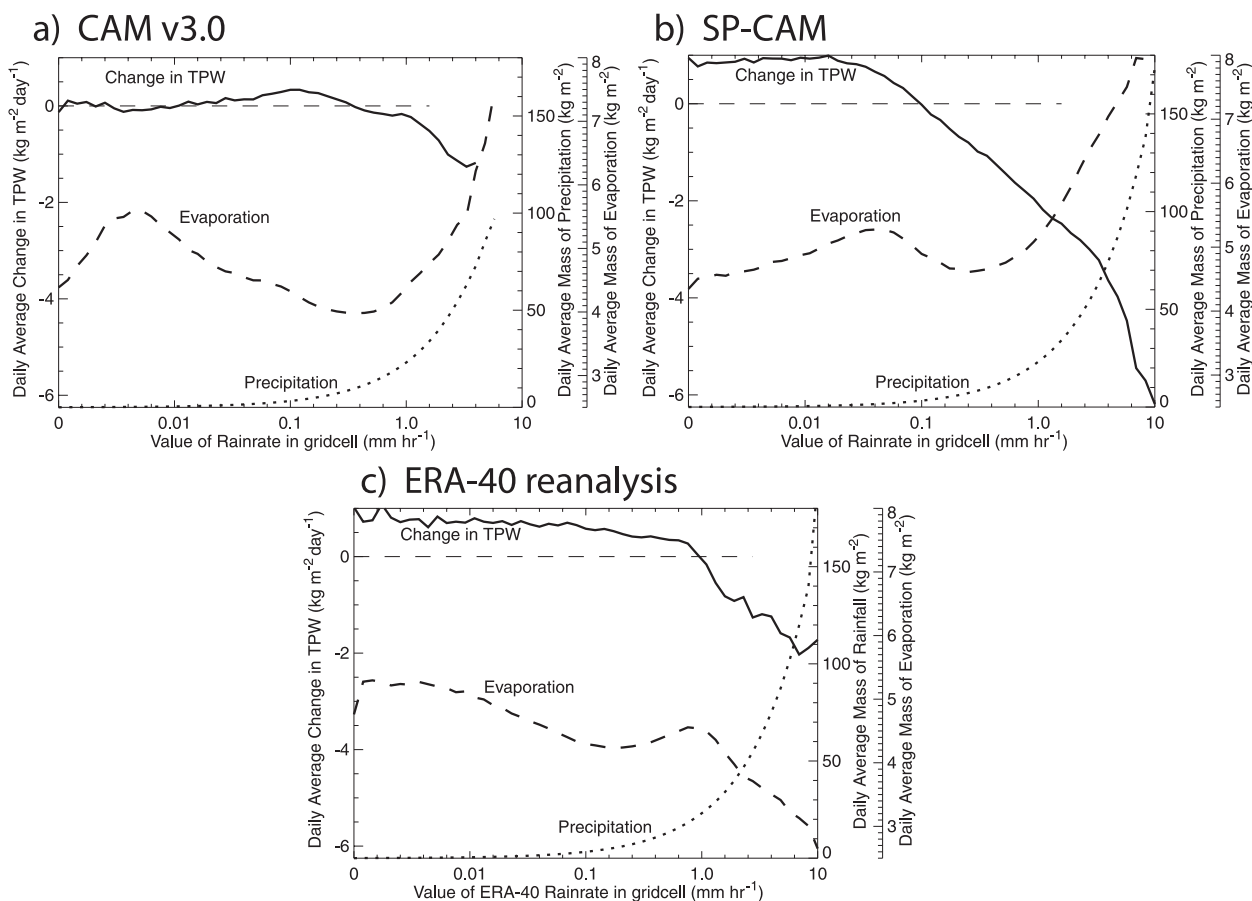 a) CAM v3.0
Change in TPW
Evaporation
Precipitation
Daily Average Change in TPW (kg m-2 day-1)
0
-2
-4
-6
0
0.01
0.1
1.0
10
Value of Rainrate in gridcell (mm hr-1)
150
100
50
0
Daily Average Mass of Precipitation (kg m-2)
8
7
6
5
4
3
Daily Average Mass of Evaporation (kg m-2)
b) SP-CAM
Change in TPW
Evaporation
Precipitation
Daily Average Change in TPW (kg m-2 day-1)
0
-2
-4
-6
0
0.01
0.1
1.0
10
Value of Rainrate in gridcell (mm hr-1)
150
100
50
0
Daily Average Mass of Precipitation (kg m-2)
8
7
6
5
4
3
Daily Average Mass of Evaporation (kg m-2)
c) ERA-40 reanalysis
Change in TPW
Evaporation
Precipitation
Daily Average Change in TPW (kg m-2 day-1)
0
-2
-4
-6
0
0.01
0.1
1.0
10
Value of ERA-40 Rainrate in gridcell (mm hr-1)
150
100
50
0
Daily Average Mass of Rainfall (kg m-2)
8
7
6
5
4
3
Daily Average Mass of Evaporation (kg m-2)